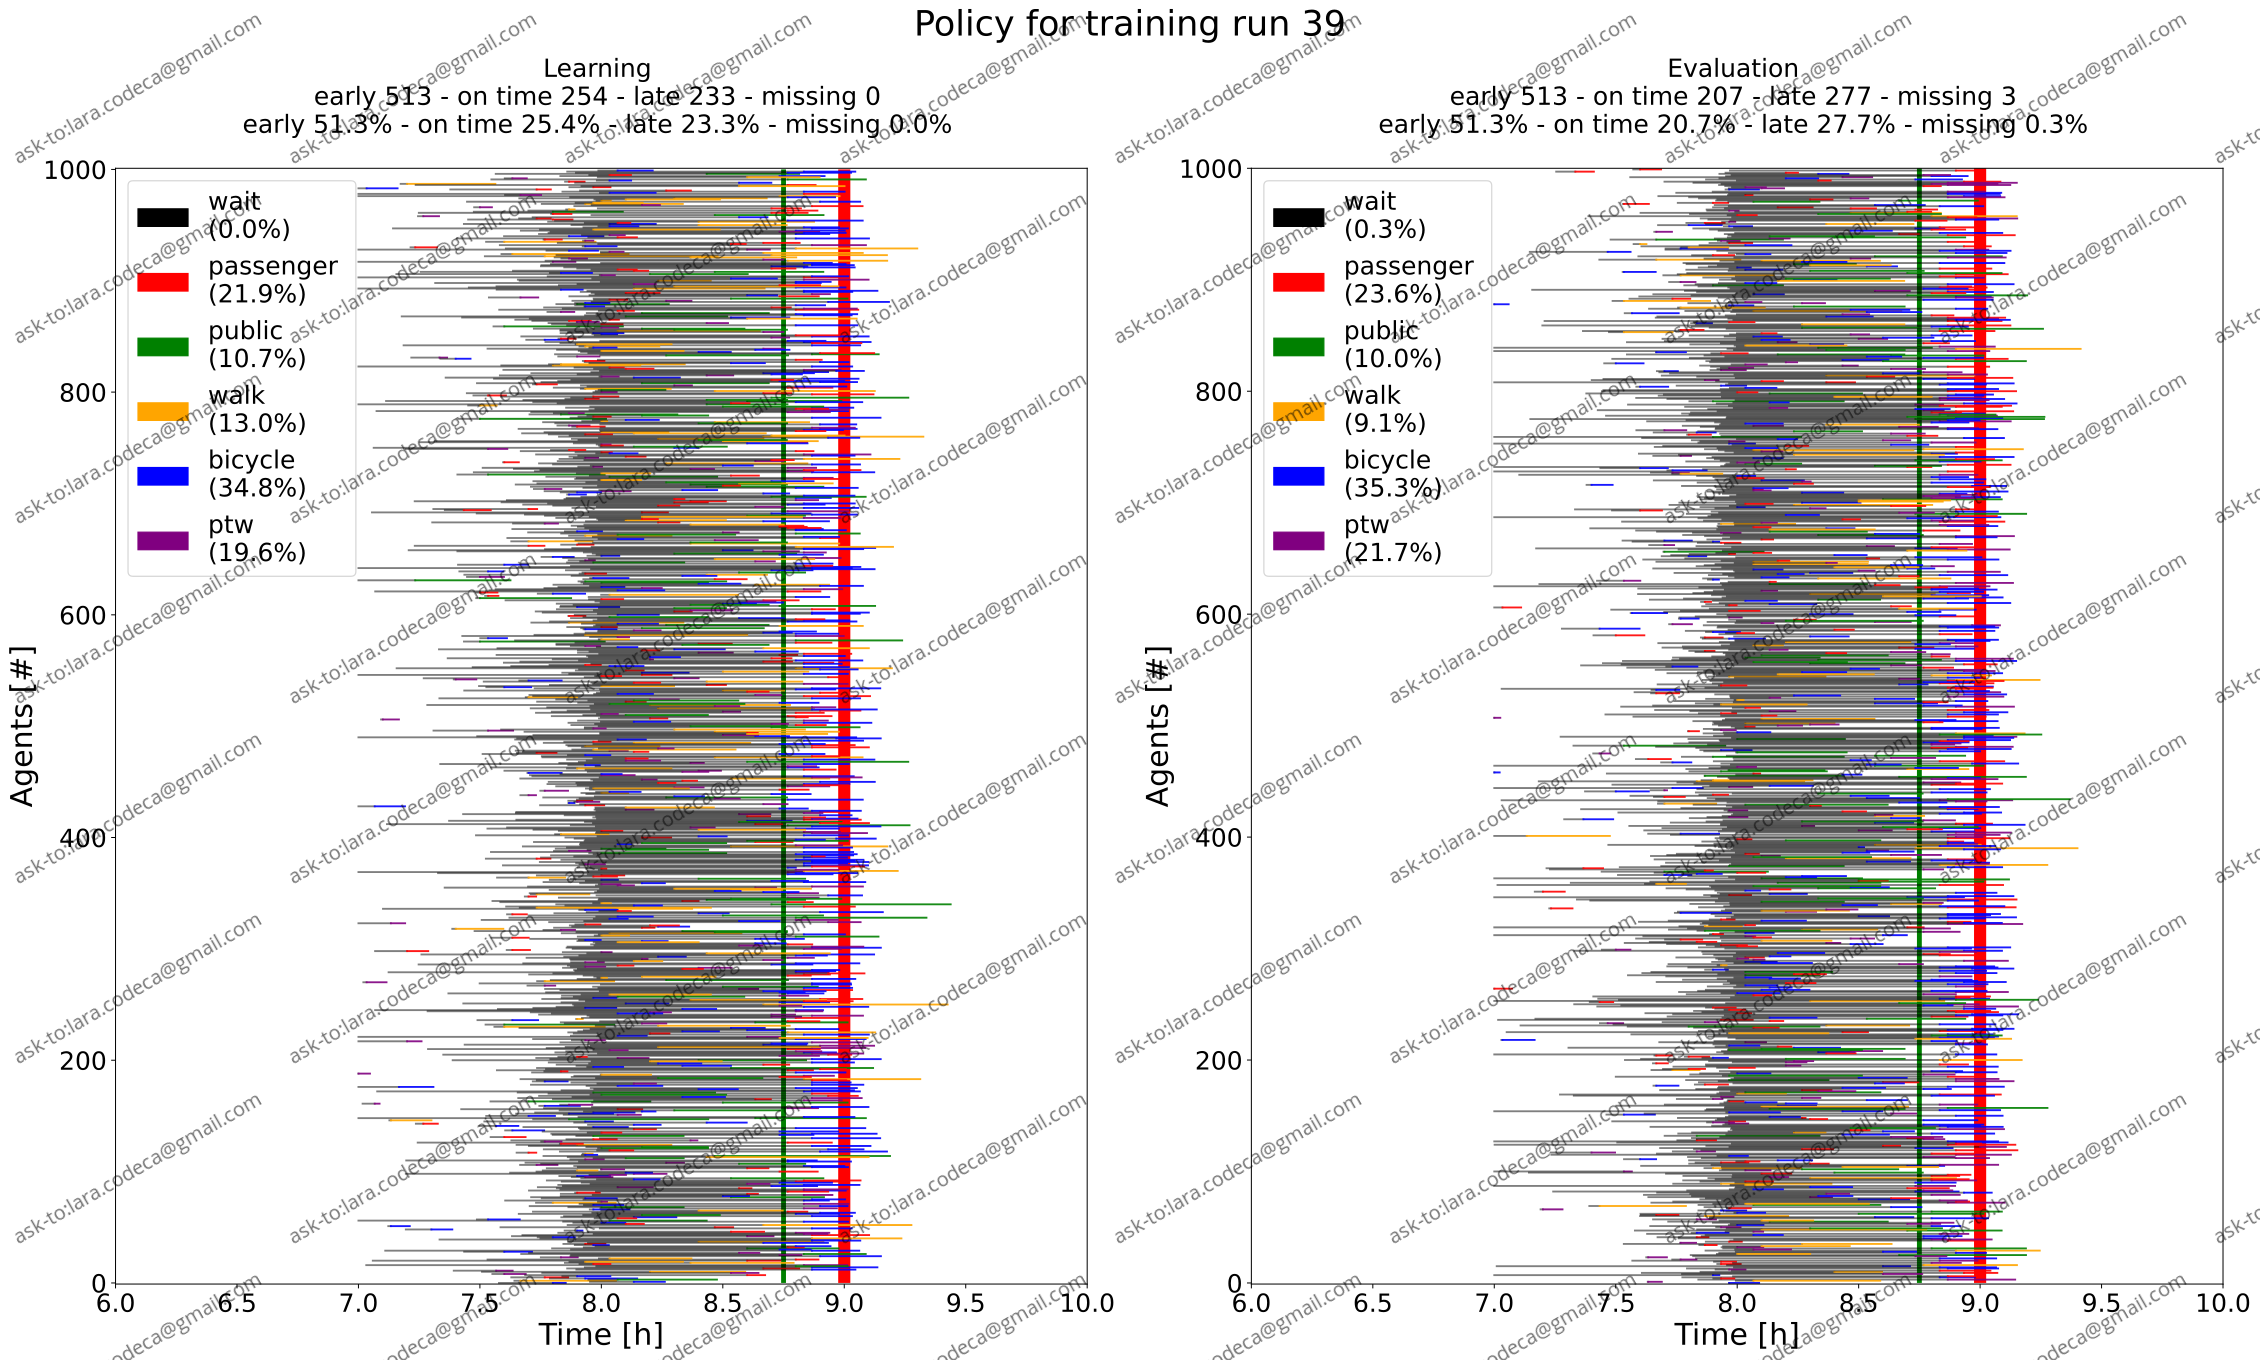 Policy for training run 39
Learning
early 513 - on time 254 - late 233 - missing 0
early 51.3% - on time 25.4% - late 23.3% - missing 0.0%
wait
(0.0%)
passenger
(21.9%)
public
(10.7%)
walk
(13.0%)
bicycle
(34.8%)
ptw
(19.6%)
1000
800
600
400
200
0
Agents [#]
6.0 6.5 7.0 7.5 8.0 8.5 9.0 9.5 10.0
Time [h]
Evaluation
early 513 - on time 207 - late 277 - missing 3
early 51.3% - on time 20.7% - late 27.7% - missing 0.3%
wait
(0.3%)
passenger
(23.6%)
public
(10.0%)
walk
(9.1%)
bicycle
(35.3%)
ptw
(21.7%)
1000
800
600
400
200
0
Agents [#]
6.0 6.5 7.0 7.5 8.0 8.5 9.0 9.5 10.0
Time [h]
ask-to:lara.codeca@gmail.com